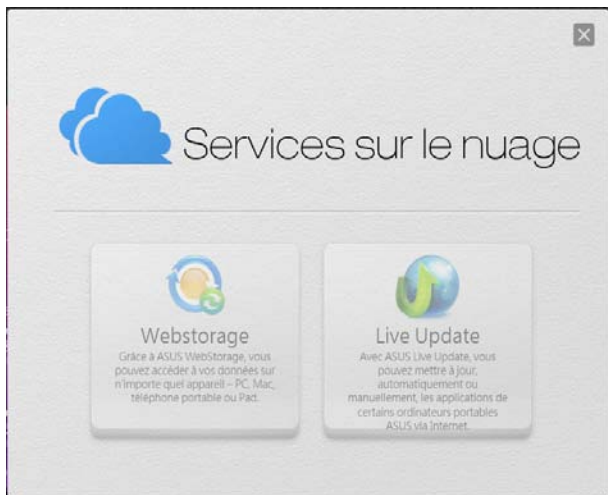 Services sur le nuage
Webstorage
Grâce à ASUS WebStorage, vous
pouvez accéder à vos données sur
n'importe quel appareil – PC, Mac,
téléphone portable ou Pad.
Live Update
Avec ASUS Live Update, vous
pouvez mettre à jour,
automatiquement ou
manuellement, les applications de
certains ordinateurs portables
ASUS via Internet.